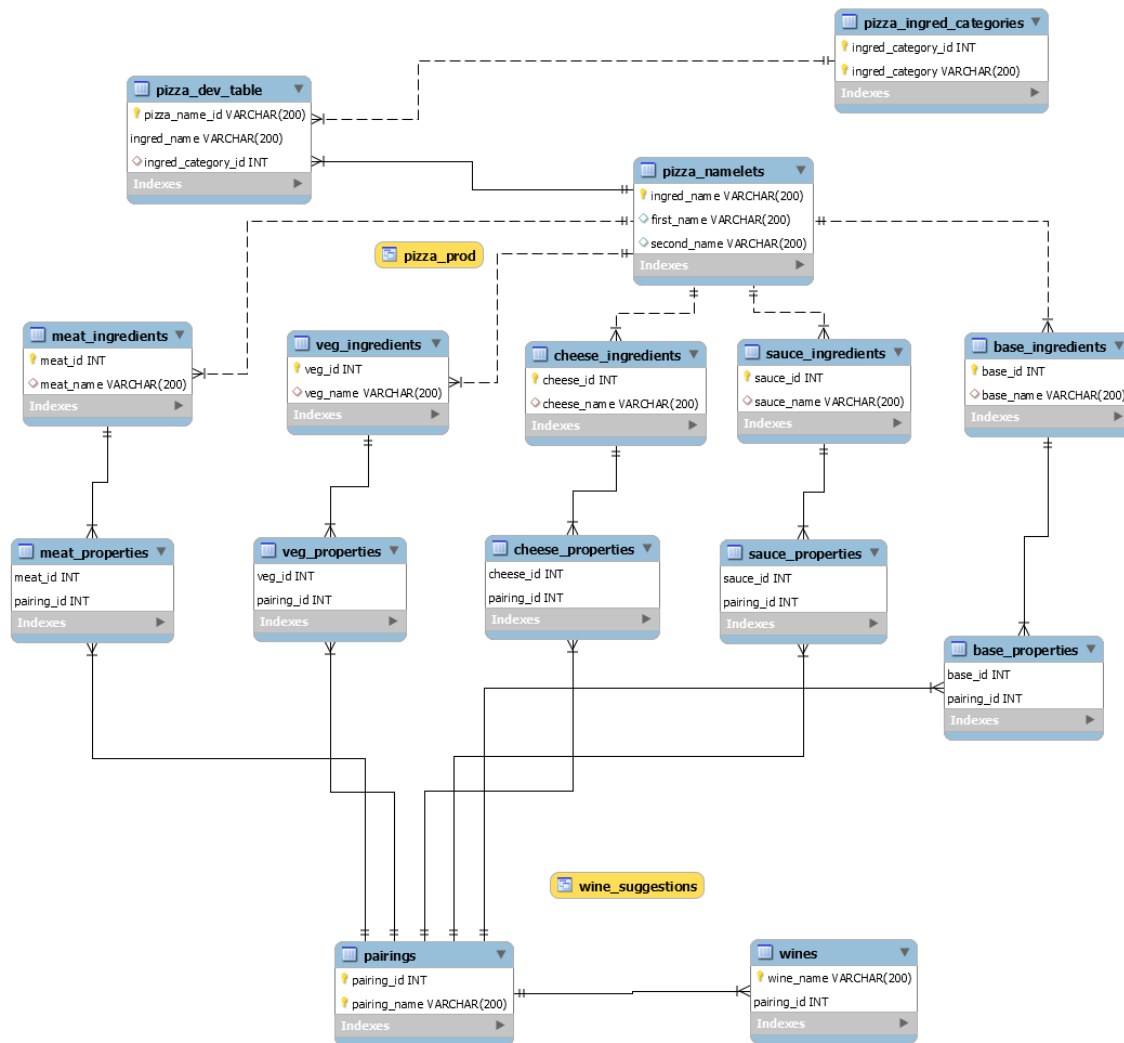 pizza_ingred_categories
ingred_category_id INT
ingred_category VARCHAR(200)
Indexes
pizza_dev_table
pizza_name_id VARCHAR(200)
ingred_name VARCHAR(200)
ingred_category_id INT
Indexes
pizza_namelets
ingred_name VARCHAR(200)
first_name VARCHAR(200)
second_name VARCHAR(200)
Indexes
pizza_prod
meat_ingredients
meat_id INT
meat_name VARCHAR(200)
Indexes
veg_ingredients
veg_id INT
veg_name VARCHAR(200)
Indexes
cheese_ingredients
cheese_id INT
cheese_name VARCHAR(200)
Indexes
sauce_ingredients
sauce_id INT
sauce_name VARCHAR(200)
Indexes
base_ingredients
base_id INT
base_name VARCHAR(200)
Indexes
meat_properties
meat_id INT
pairing_id INT
Indexes
veg_properties
veg_id INT
pairing_id INT
Indexes
cheese_properties
cheese_id INT
pairing_id INT
Indexes
sauce_properties
sauce_id INT
pairing_id INT
Indexes
base_properties
base_id INT
pairing_id INT
Indexes
wine_suggestions
pairings
pairing_id INT
pairing_name VARCHAR(200)
Indexes
wines
wine_name VARCHAR(200)
pairing_id INT
Indexes